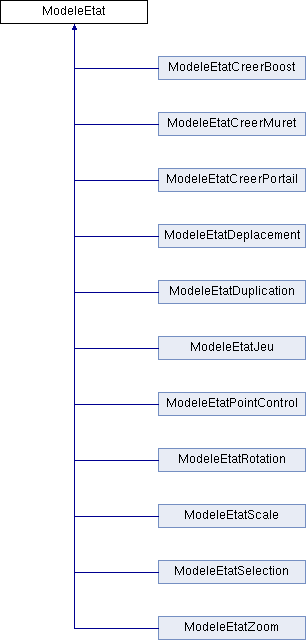 ModeleEtat
ModeleEtatCreerBoost
ModeleEtatCreerMuret
ModeleEtatCreerPortail
ModeleEtatDeplacement
ModeleEtatDuplication
ModeleEtatJeu
ModeleEtatPointControl
ModeleEtatRotation
ModeleEtatScale
ModeleEtatSelection
ModeleEtatZoom